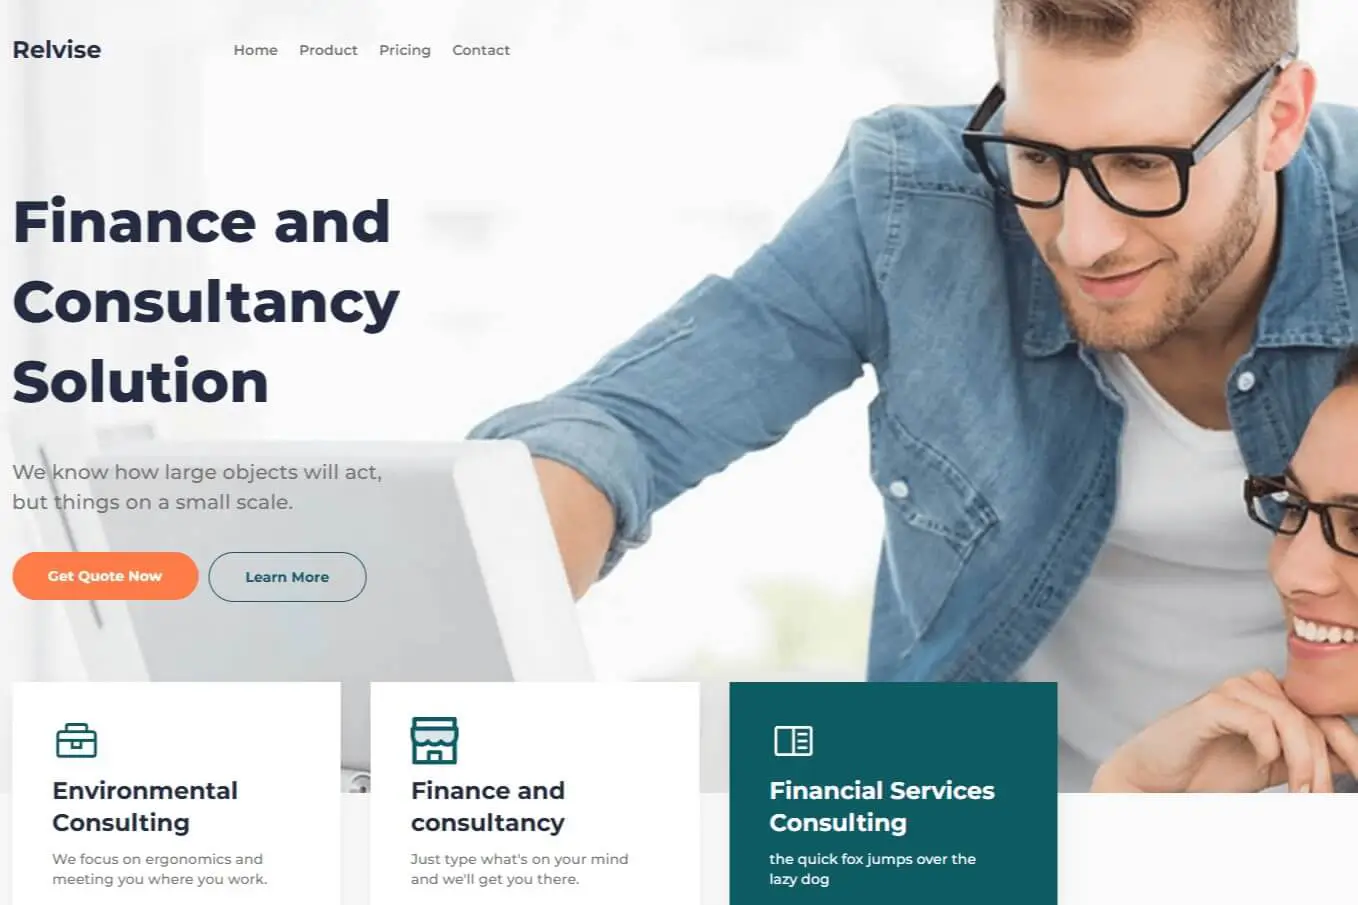 Relvise
Home Product Pricing Contact
Finance and
Consultancy
Solution
We know how large objects will act,
but things on a small scale.
Get Quote Now
Learn More
Environmental
Consulting
We focus on ergonomics and
meeting you where you work.
Finance and
consultancy
Just type what's on your mind
and we'll get you there.
Financial Services
Consulting
the quick fox jumps over the
lazy dog